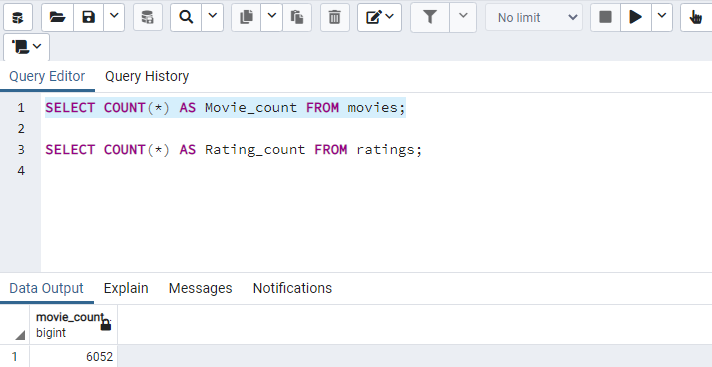 No limit
Query Editor Query History
1 SELECT COUNT(*) AS Movie_count FROM movies;
2
3 SELECT COUNT(*) AS Rating_count FROM ratings;
4
Data Output Explain Messages Notifications
movie_count
bigint
1 6052